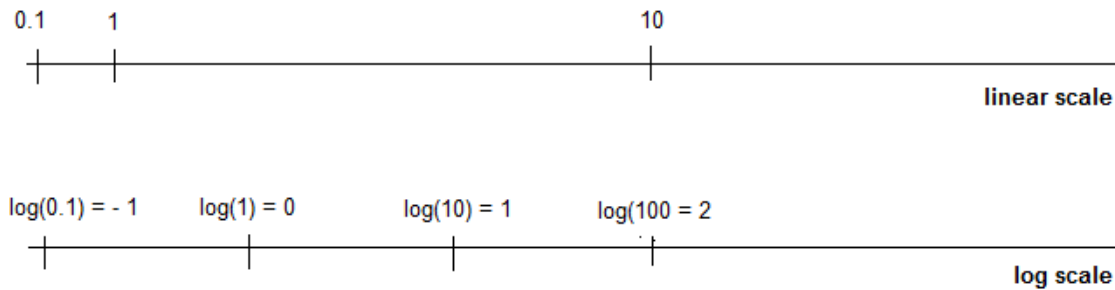 0.1 1 10
linear scale
log(0.1) = - 1 log(1) = 0 log(10) = 1 log(100 = 2
log scale